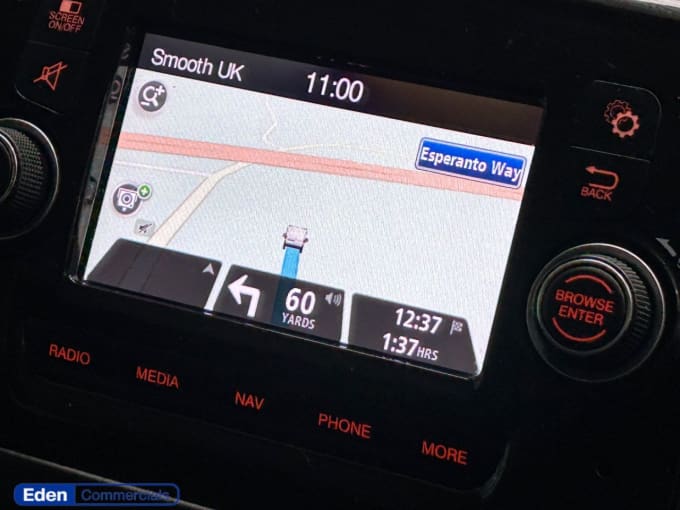 SCREEN
ON/OFF
Smooth UK
11:00
Esperanto Way
BACK
60
YARDS
12:37
1:37HRS
BROWSE
ENTER
RADIO
MEDIA
NAV
PHONE
MORE
Eden Commercials